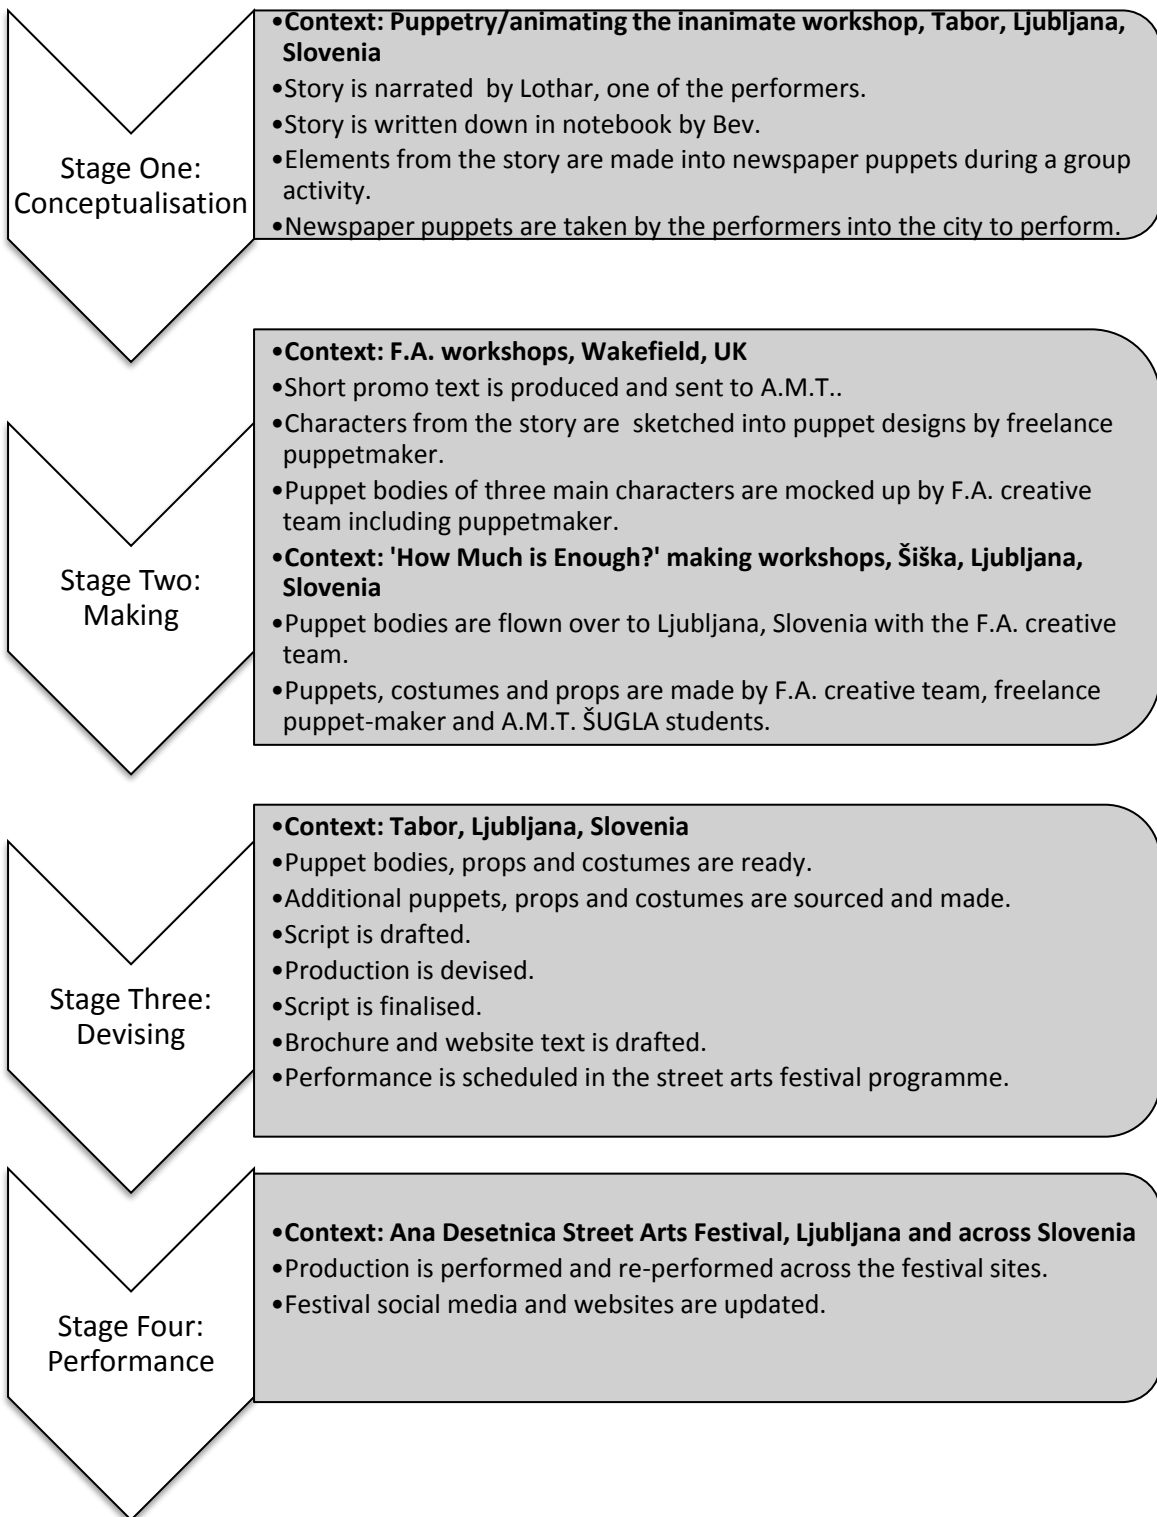 Stage One:
Conceptualisation
•Context: Puppetry/animating the inanimate workshop, Tabor, Ljubljana,
Slovenia
•Story is narrated by Lothar, one of the performers.
•Story is written down in notebook by Bev.
•Elements from the story are made into newspaper puppets during a group
activity.
•Newspaper puppets are taken by the performers into the city to perform.
Stage Two:
Making
•Context: F.A. workshops, Wakefield, UK
•Short promo text is produced and sent to A.M.T..
•Characters from the story are sketched into puppet designs by freelance
puppetmaker.
•Puppet bodies of three main characters are mocked up by F.A. creative
team including puppetmaker.
•Context: 'How Much is Enough?' making workshops, Šiška, Ljubljana,
Slovenia
•Puppet bodies are flown over to Ljubljana, Slovenia with the F.A. creative
team.
•Puppets, costumes and props are made by F.A. creative team, freelance
puppet-maker and A.M.T. ŠUGLA students.
Stage Three:
Devising
•Context: Tabor, Ljubljana, Slovenia
•Puppet bodies, props and costumes are ready.
•Additional puppets, props and costumes are sourced and made.
•Script is drafted.
•Production is devised.
•Script is finalised.
•Brochure and website text is drafted.
•Performance is scheduled in the street arts festival programme.
Stage Four:
Performance
•Context: Ana Desetnica Street Arts Festival, Ljubljana and across Slovenia
•Production is performed and re-performed across the festival sites.
•Festival social media and websites are updated.